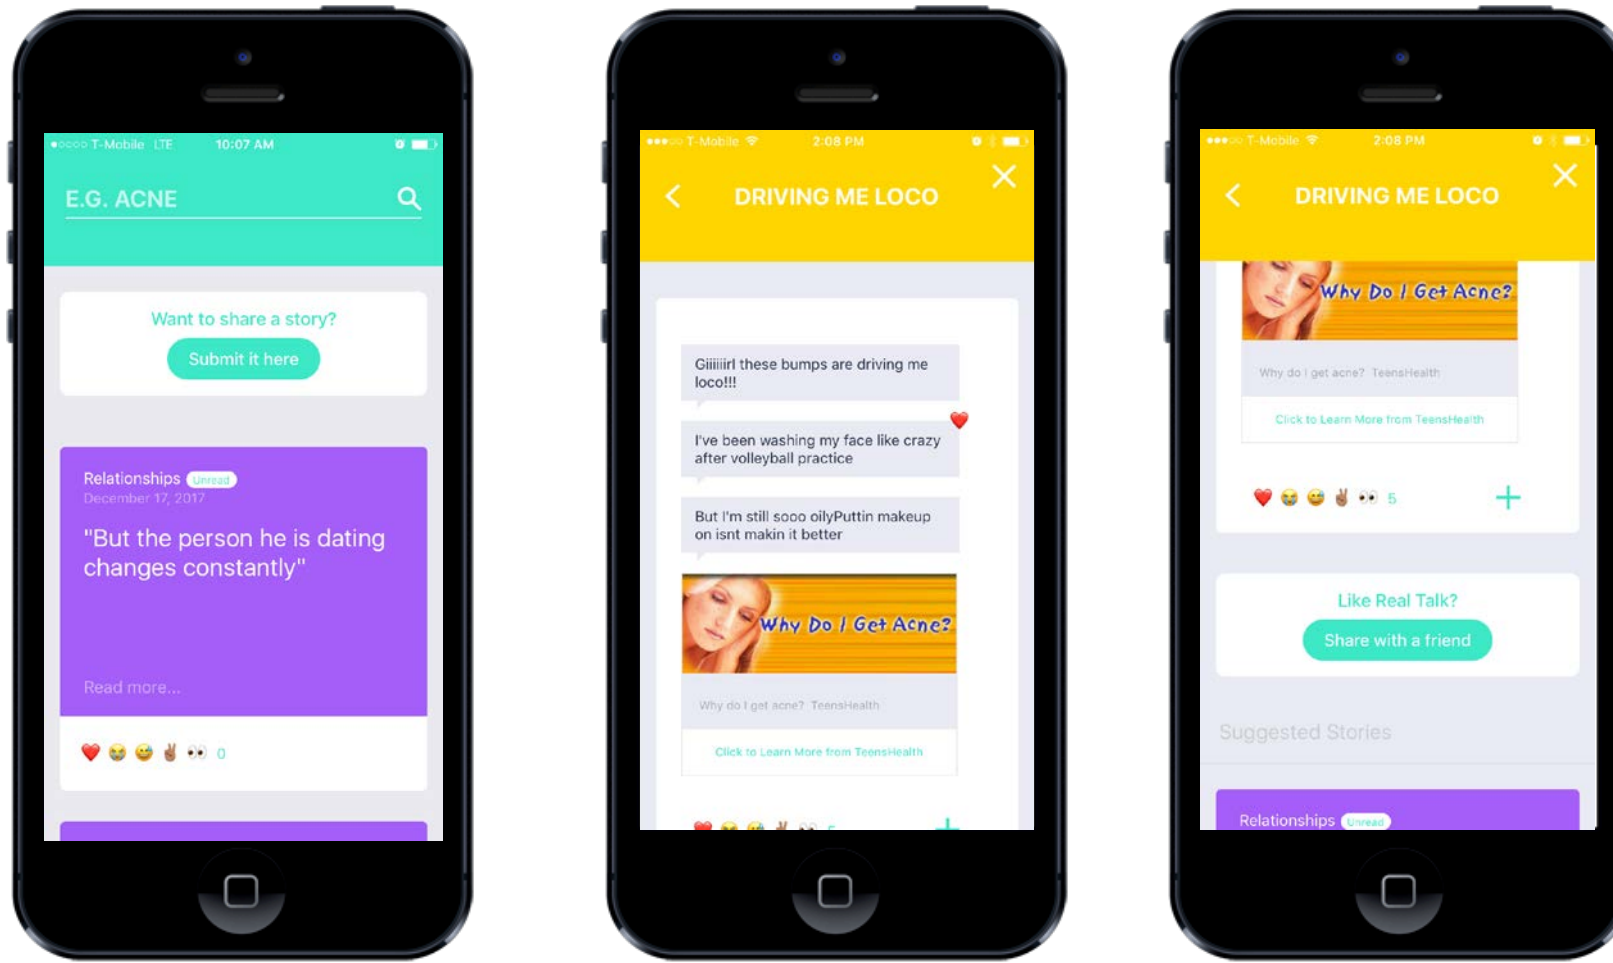 T-Mobile LTE 10:07 AM
E.G. ACNE
Want to share a story?
Submit it here
Relationships Unread
December 17, 2017
"But the person he is dating
changes constantly"
Read more...
0
T-Mobile 2:08 PM
DRIVING ME LOCO
Giiiiiirl these bumps are driving me
loco!!!
I've been washing my face like crazy
after volleyball practice
But I'm still sooo oilyPuttin makeup
on isnt makin it better
Why Do I Get Acne?
Why do I get acne? TeensHealth
Click to Learn More from TeensHealth
5
T-Mobile 2:08 PM
DRIVING ME LOCO
Why Do I Get Acne?
Why do I get acne? TeensHealth
Click to Learn More from TeensHealth
5
Like Real Talk?
Share with a friend
Suggested Stories
Relationships Unread